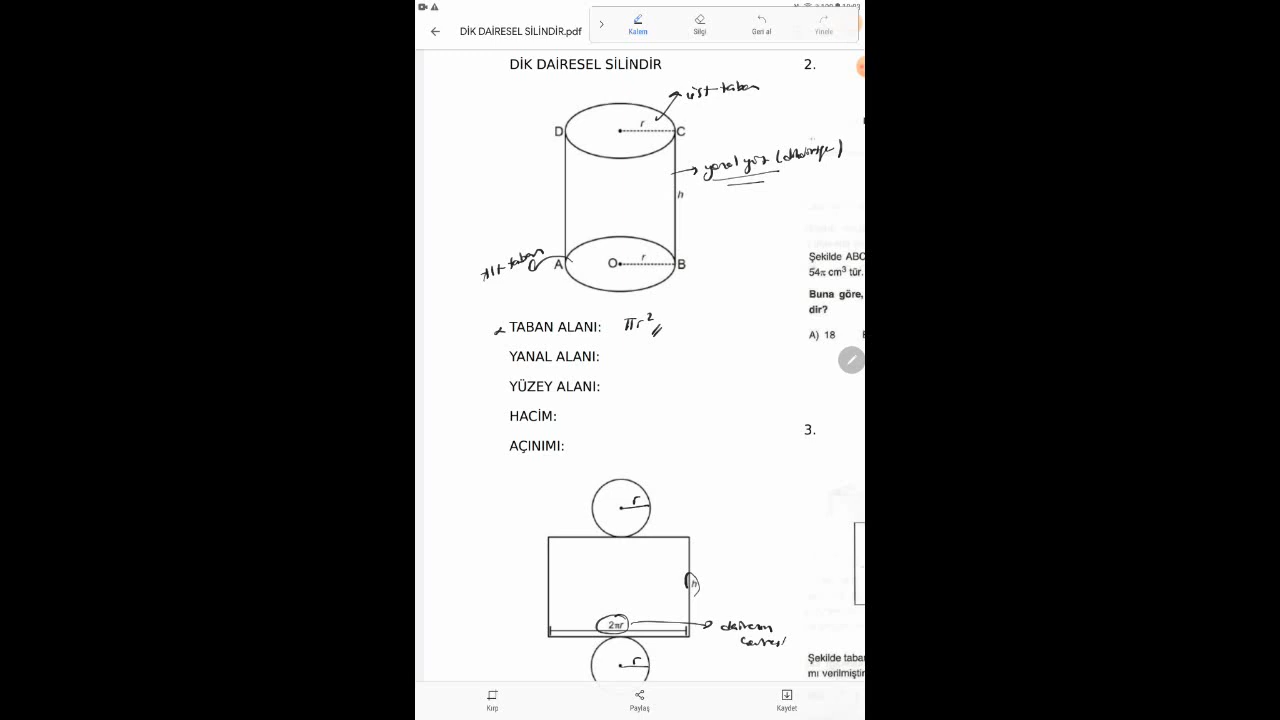 DİK DAİRESEL SİLİNDİR.pdf
Kalem
Silgi
Geri al
Yinele
DİK DAİRESEL SİLİNDİR
2.
üst taban
D
r
C
yanal yüz
h
alt taban
A
O
r
B
Şekilde ABC
54π cm³ tür.
Buna göre,
dir?
A) 18
TABAN ALANI: πr²
YANAL ALANI:
YÜZEY ALANI:
HACİM:
AÇINIMI:
3.
r
h
2πr
dairenin
çevresi
r
Şekilde taba
mı verilmiştir
Kırp
Paylaş
Kaydet